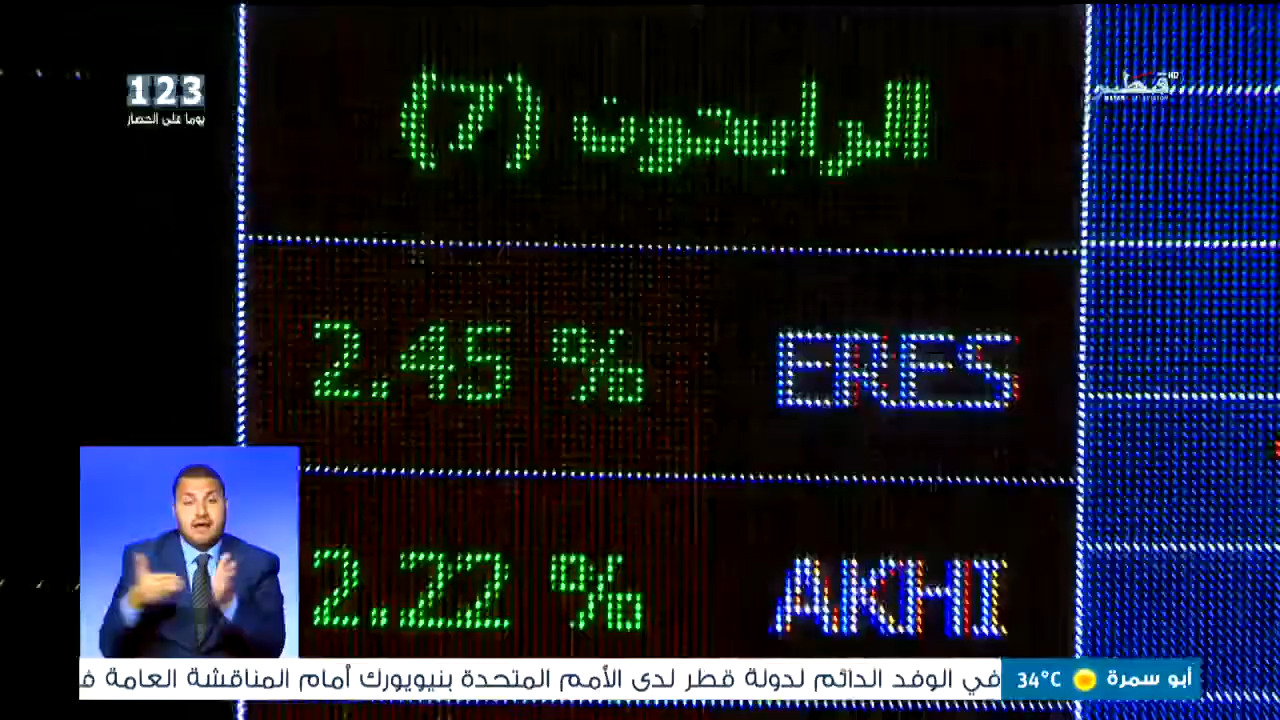 123
يوما على الحصار
قطر
الرابحون (7)
2.45 % ERES
2.22 % AKHI
في الوفد الدائم لدولة قطر لدى الأمم المتحدة بنيويورك أمام المناقشة العامة ف
أبو سمرة 34°C